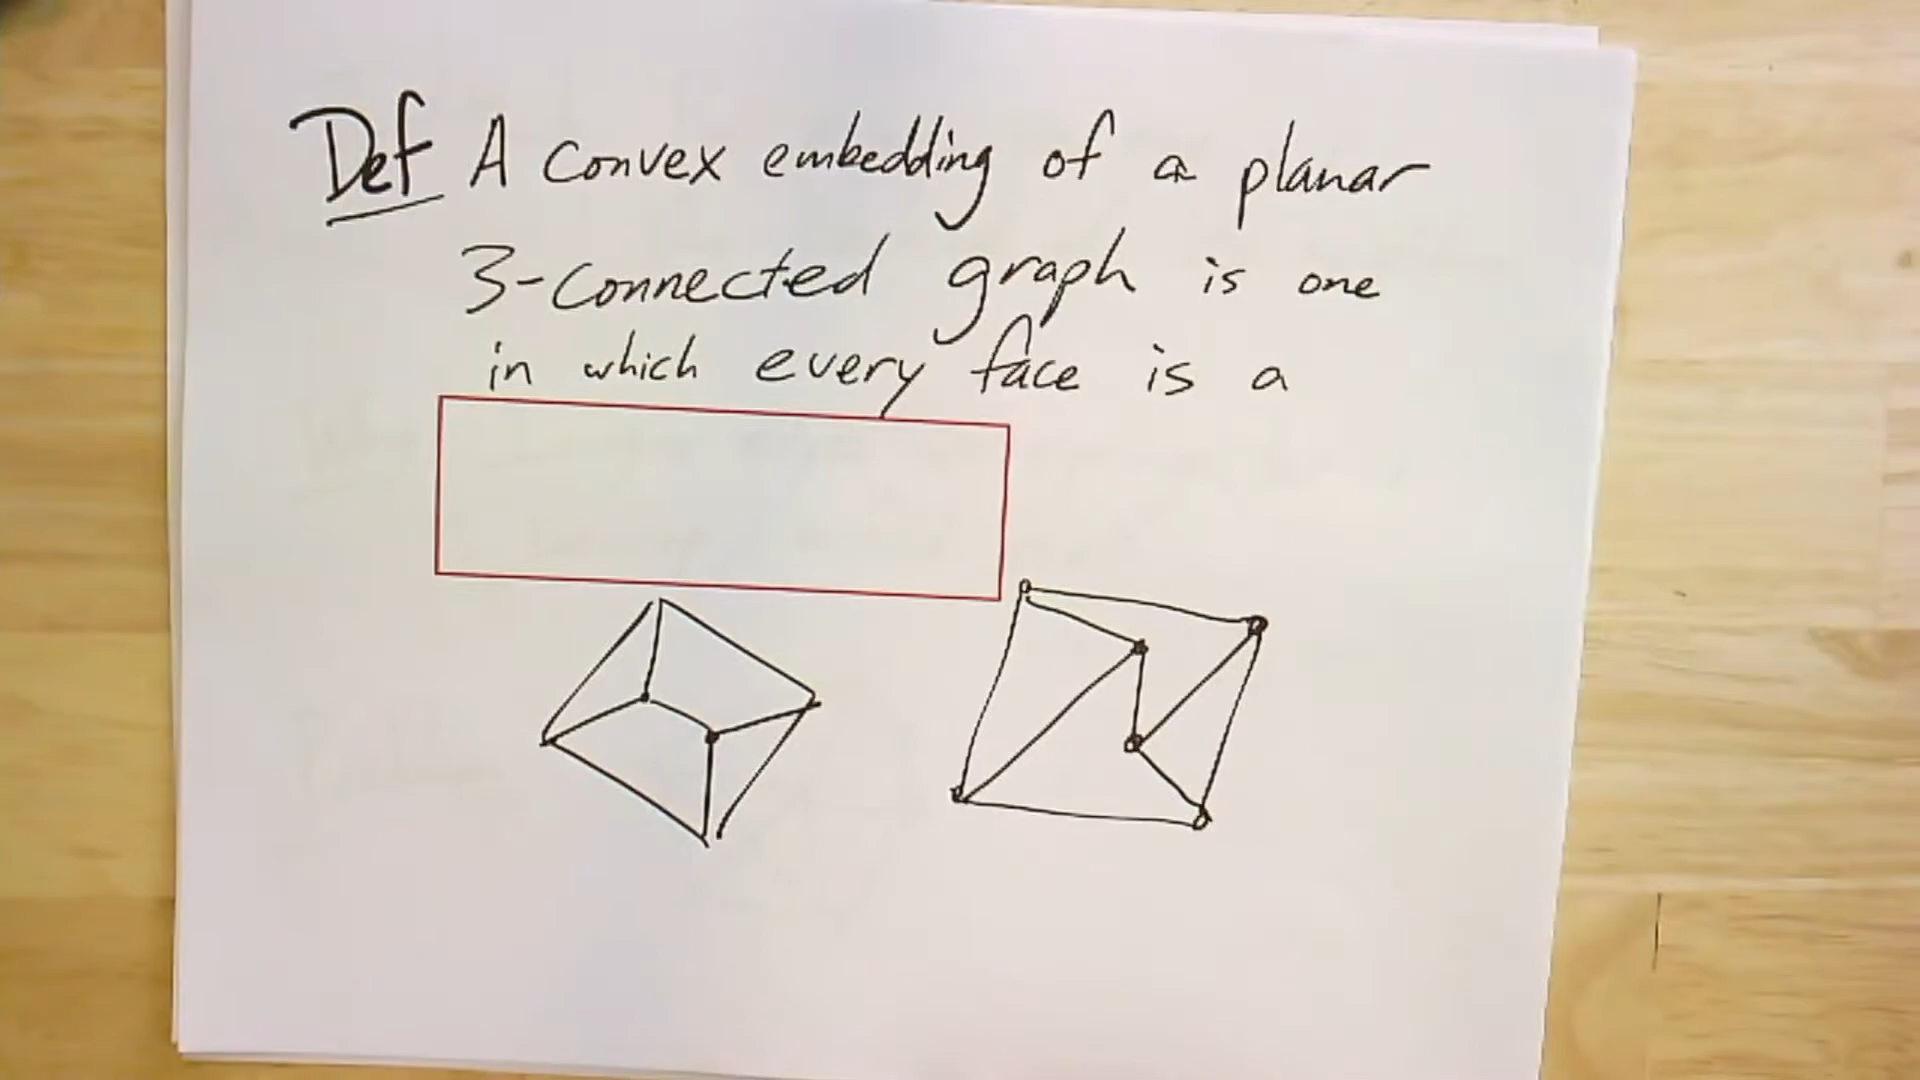 Def A convex embedding of a planar
3-connected graph is one
in which every face is a